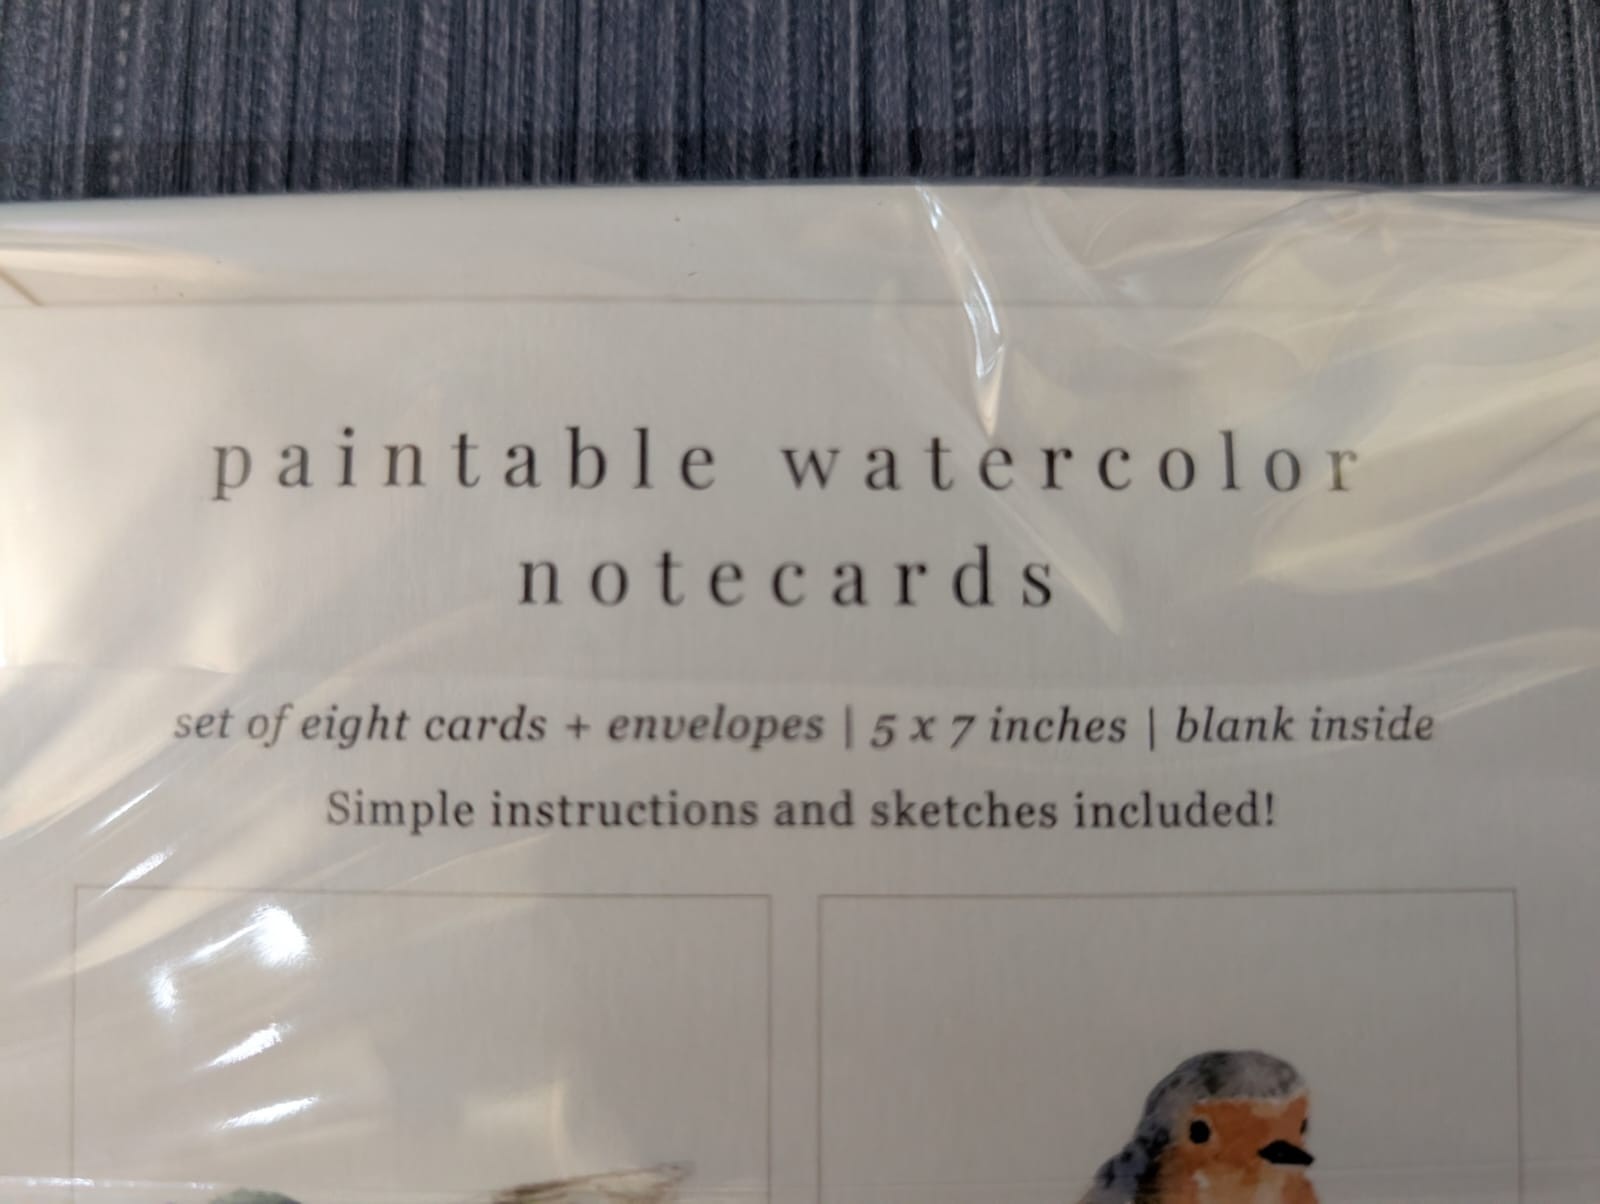 paintable watercolor
notecards
set of eight cards + envelopes | 5 x 7 inches | blank inside
Simple instructions and sketches included!